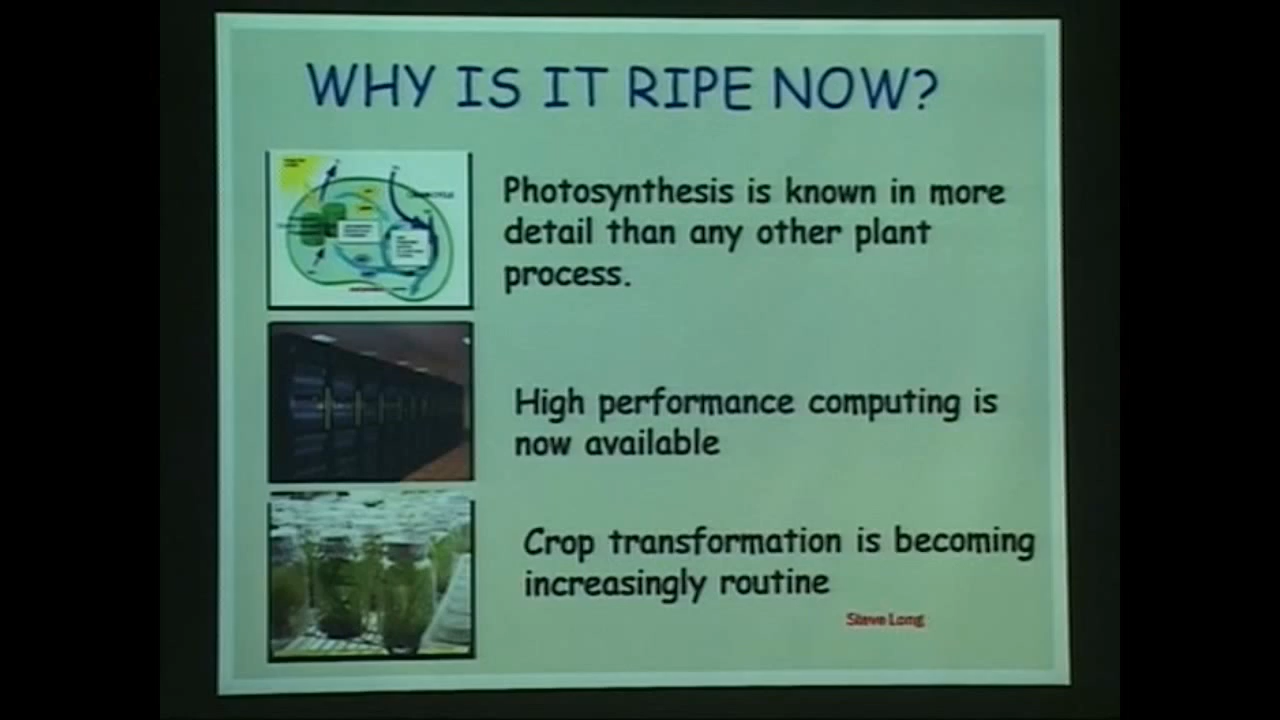 WHY IS IT RIPE NOW?
Photosynthesis is known in more
detail than any other plant
process.
High performance computing is
now available
Crop transformation is becoming
increasingly routine
Steve Long